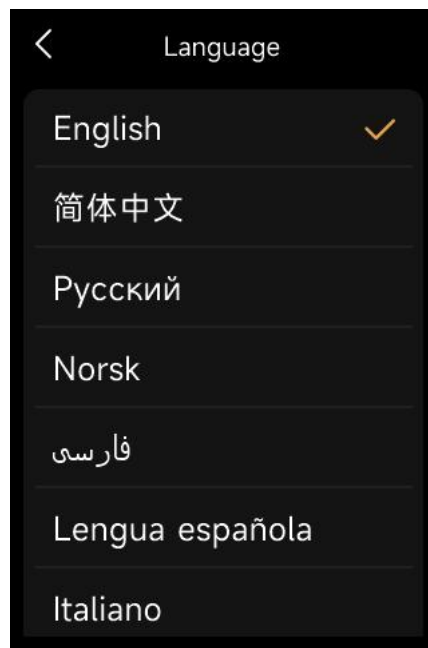 Language
English
简体中文
Русский
Norsk
فارسی
Lengua española
Italiano